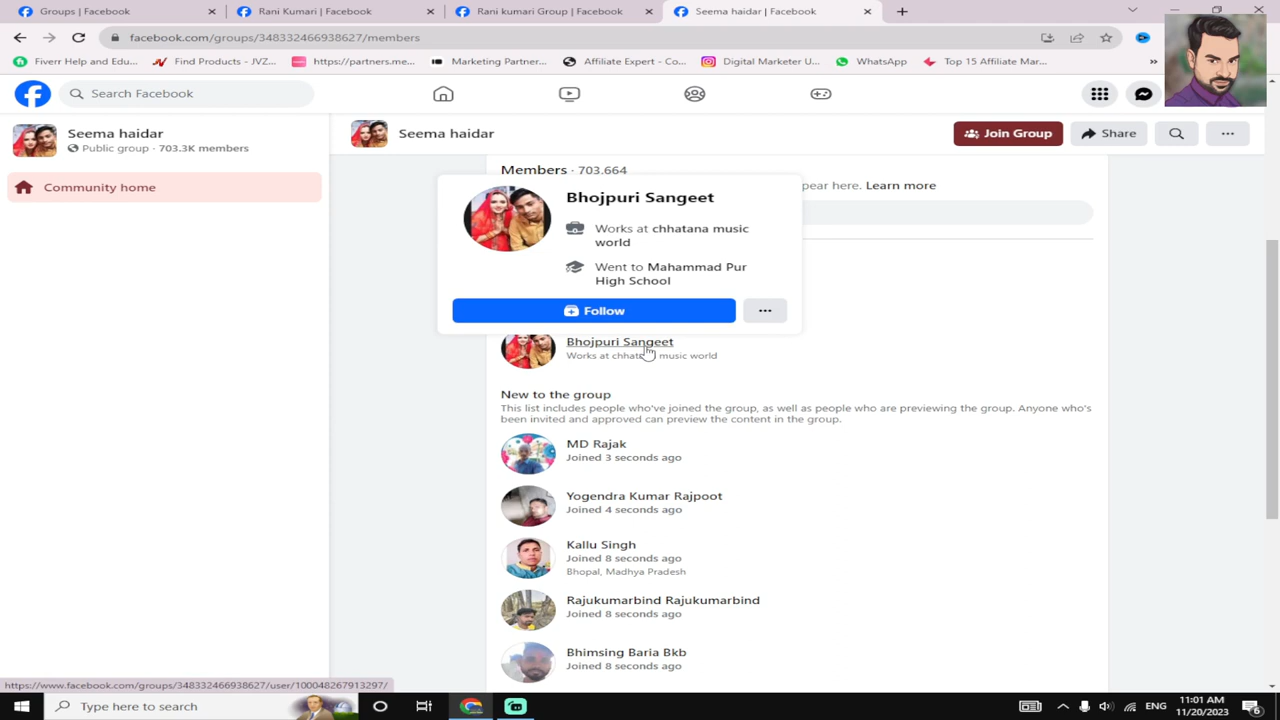 Groups | Facebook
Rani Kumari | Facebook
Rani kumari Group | Facebook
Seema haidar | Facebook
facebook.com/groups/348332466938627/members
Fiverr Help and Edu...
Find Products - JVZ...
https://partners.me...
Marketing Partner...
Affiliate Expert - Co...
Digital Marketer U...
WhatsApp
Top 15 Affiliate Mar...
Search Facebook
Seema haidar
Public group · 703.3K members
Community home
Seema haidar
Join Group
Share
Members · 703,664
pear here. Learn more
Bhojpuri Sangeet
Works at chhatana music
world
Went to Mahammad Pur
High School
Follow
Bhojpuri Sangeet
Works at chhatana music world
New to the group
This list includes people who've joined the group, as well as people who are previewing the group. Anyone who's
been invited and approved can preview the content in the group.
MD Rajak
Joined 3 seconds ago
Yogendra Kumar Rajpoot
Joined 4 seconds ago
Kallu Singh
Joined 8 seconds ago
Bhopal, Madhya Pradesh
Rajukumarbind Rajukumarbind
Joined 8 seconds ago
Bhimsing Baria Bkb
Joined 8 seconds ago
https://www.facebook.com/groups/348332466938627/user/100048267913297/
Type here to search
ENG
11:01 AM
11/20/2023
6